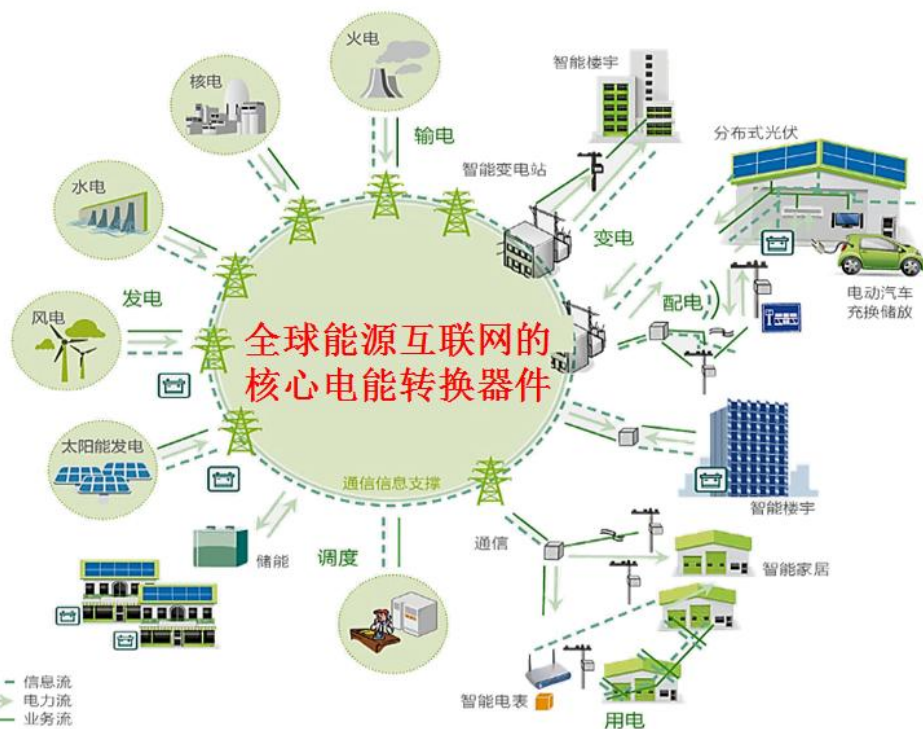 火电
核电
智能楼宇
输电
分布式光伏
智能变电站
水电
变电
发电
电动汽车
充换储放
配电
风电
全球能源互联网的
核心电能转换器件
太阳能发电
通信信息支撑
智能楼宇
通信
储能
调度
智能家居
信息流
电力流
智能电表
业务流
用电